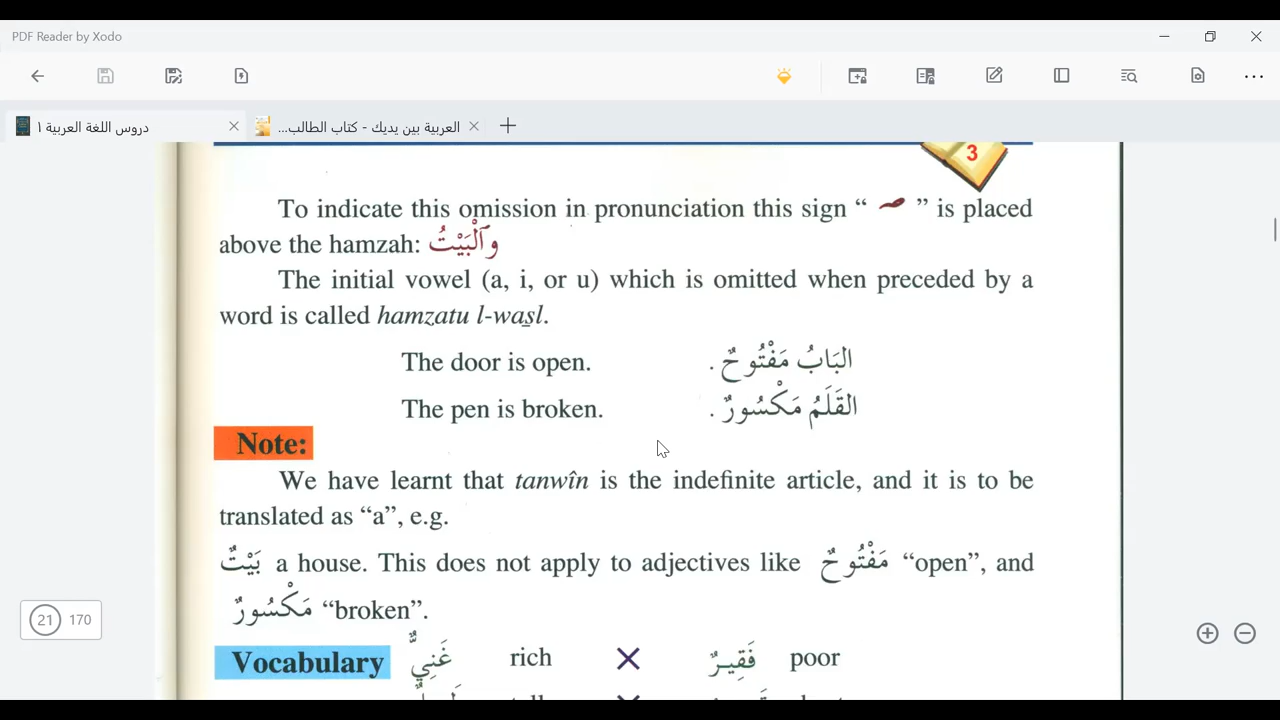 PDF Reader by Xodo
دروس اللغة العربية ١
العربية بين يديك - كتاب الطالب...
3
To indicate this omission in pronunciation this sign “ ” is placed
above the hamzah: وَٱلْبَيْتُ
The initial vowel (a, i, or u) which is omitted when preceded by a
word is called hamzatu l-waṣl.
The door is open. البَابُ مَفْتُوحٌ .
The pen is broken. القَلَمُ مَكْسُورٌ .
Note:
We have learnt that tanwîn is the indefinite article, and it is to be
translated as “a”, e.g.
بَيْتٌ a house. This does not apply to adjectives like مَفْتُوحٌ “open”, and
مَكْسُورٌ “broken”.
Vocabulary غَنِيٌّ rich X فَقِيرٌ poor
21 170